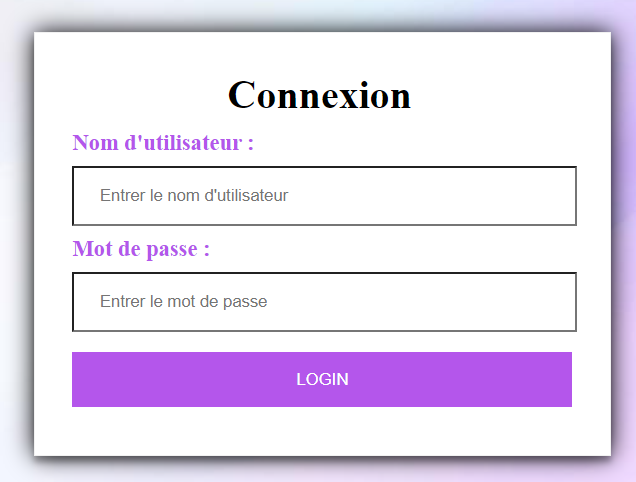 Connexion
Nom d'utilisateur :
Entrer le nom d'utilisateur
Mot de passe :
Entrer le mot de passe
LOGIN